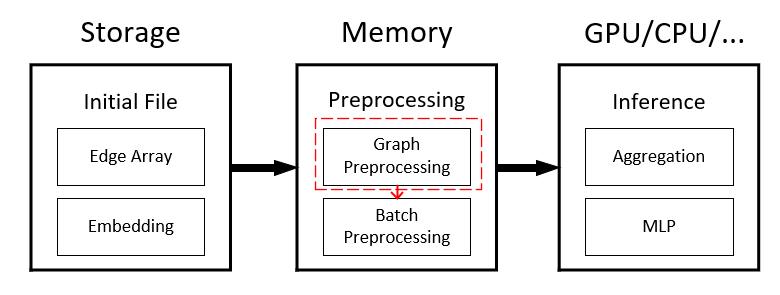 Storage
Memory
GPU/CPU/...
Initial File
Edge Array
Embedding
Preprocessing
Graph
Preprocessing
Batch
Preprocessing
Inference
Aggregation
MLP